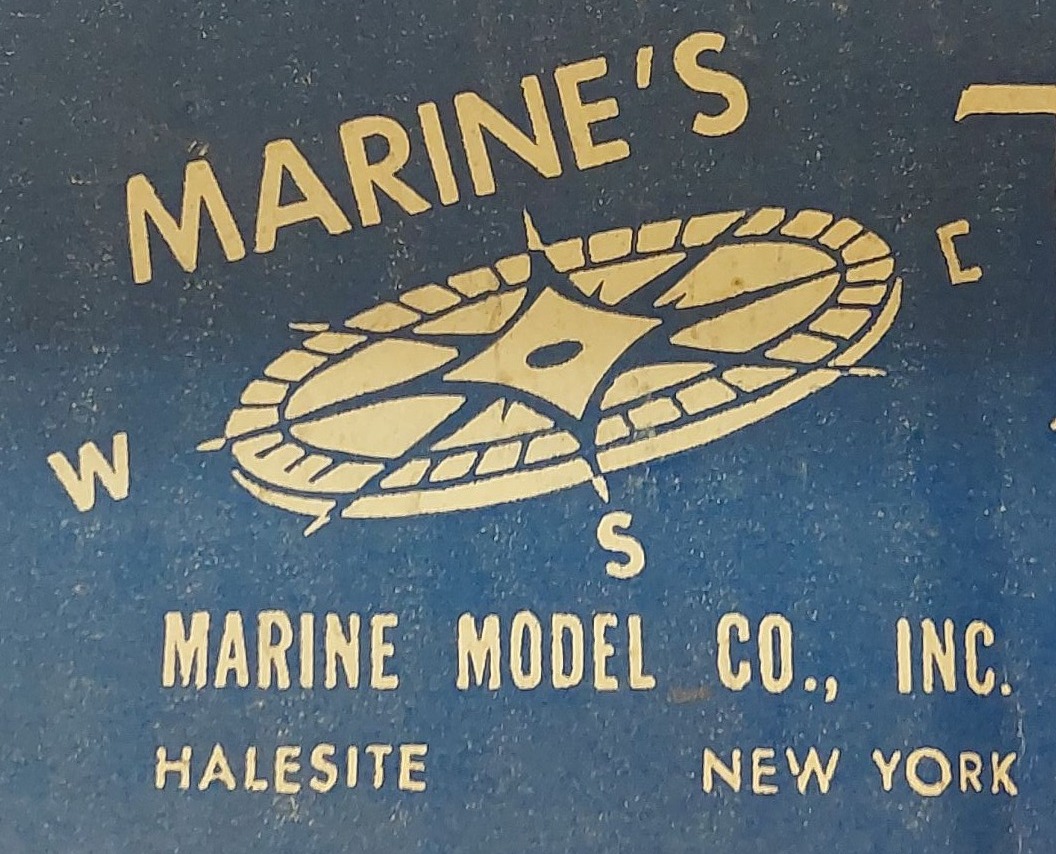 MARINE'S
C
W
S
MARINE MODEL CO., INC.
HALESITE NEW YORK